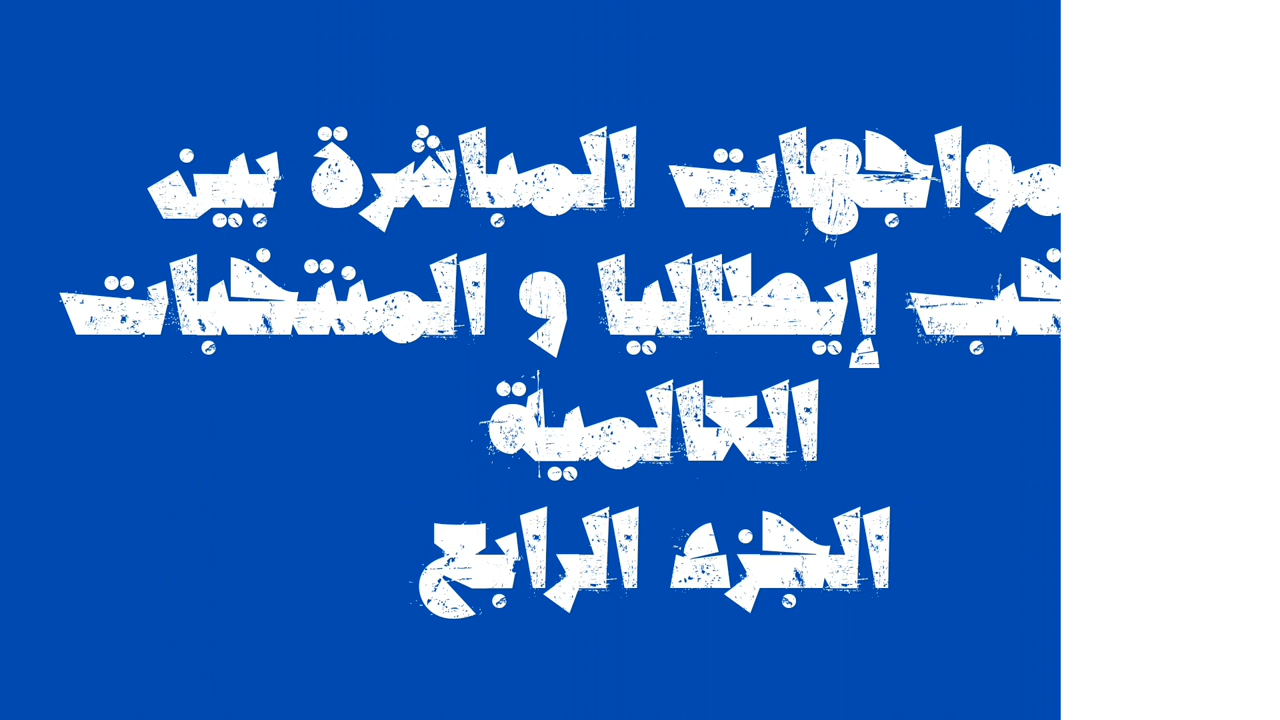 مواجهات المباشرة بين
إيطاليا و المنتخبات
العالمية
الجزء الرابع